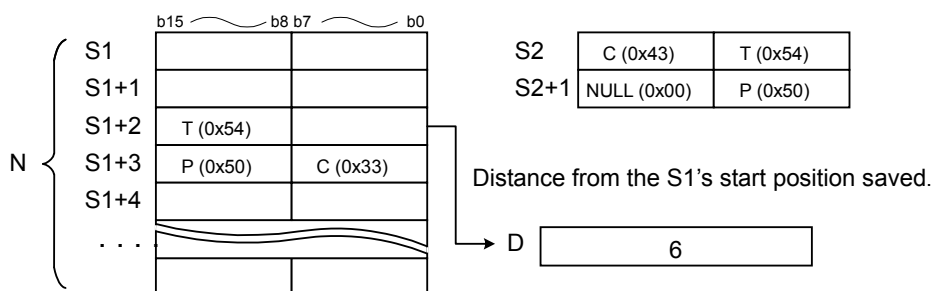 b15 b8 b7 b0
S1
S1+1
S1+2 T (0x54)
S1+3 P (0x50) C (0x33)
S1+4
. . . .
N
S2 C (0x43) T (0x54)
S2+1 NULL (0x00) P (0x50)
Distance from the S1's start position saved.
D 6